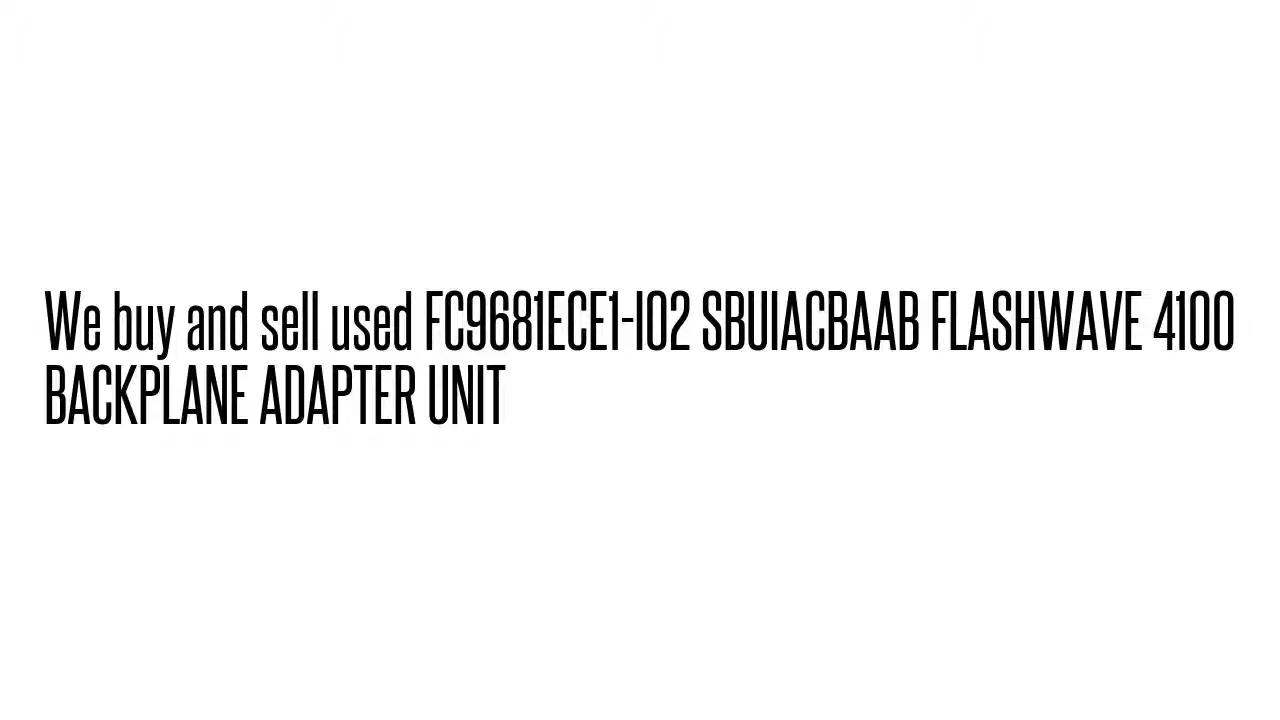 We buy and sell used FC9681ECE1-I02 SBUIACBAAB FLASHWAVE 4100
BACKPLANE ADAPTER UNIT